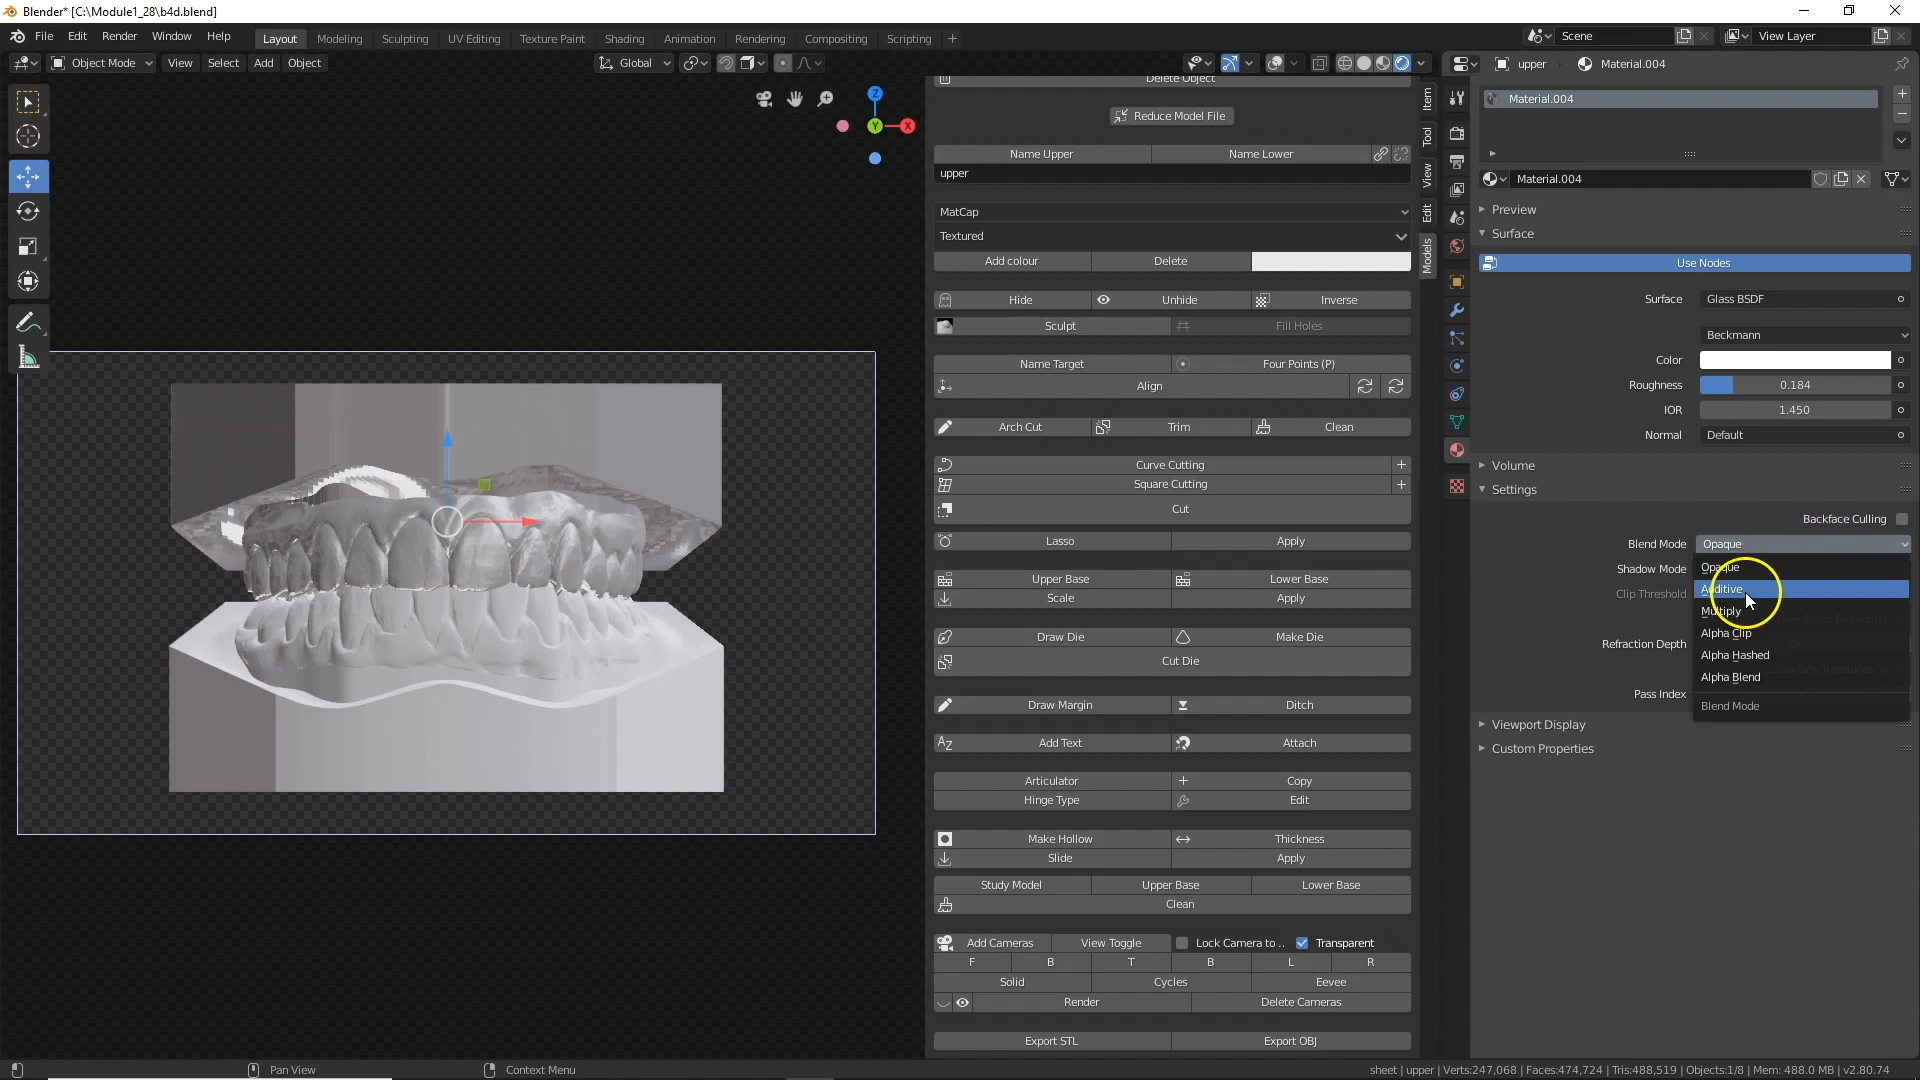 Blender* [C:\Module1_28\b4d.blend]
File Edit Render Window Help Layout Modeling Sculpting UV Editing Texture Paint Shading Animation Rendering Compositing Scripting + Scene View Layer
Object Mode View Select Add Object Global upper Material.004
Delete Object
Reduce Model File
Name Upper Name Lower
upper
MatCap
Textured
Add colour Delete
Hide Unhide Inverse
Sculpt Fill Holes
Name Target Four Points (P)
Align
Arch Cut Trim Clean
Curve Cutting +
Square Cutting +
Cut
Lasso Apply
Upper Base Lower Base
Scale Apply
Draw Die Make Die
Cut Die
Draw Margin Ditch
Add Text Attach
Articulator Copy
Hinge Type Edit
Make Hollow Thickness
Slide Apply
Study Model Upper Base Lower Base
Clean
Add Cameras View Toggle Lock Camera to .. Transparent
F B T B L R
Solid Cycles Eevee
Render Delete Cameras
Export STL Export OBJ
Z
Y X
Item
Tool
View
Edit
Models
Material.004
Material.004
Preview
Surface
Use Nodes
Surface Glass BSDF
Beckmann
Color
Roughness 0.184
IOR 1.450
Normal Default
Volume
Settings
Backface Culling
Blend Mode Opaque
Shadow Mode Opaque
Additive
Clip Threshold
Multiply
Alpha Clip
Refraction Depth
Alpha Hashed
Alpha Blend
Pass Index
Blend Mode
Viewport Display
Custom Properties
Pan View Context Menu sheet | upper | Verts:247,068 | Faces:474,724 | Tris:488,519 | Objects:1/8 | Mem: 488.0 MB | v2.80.74